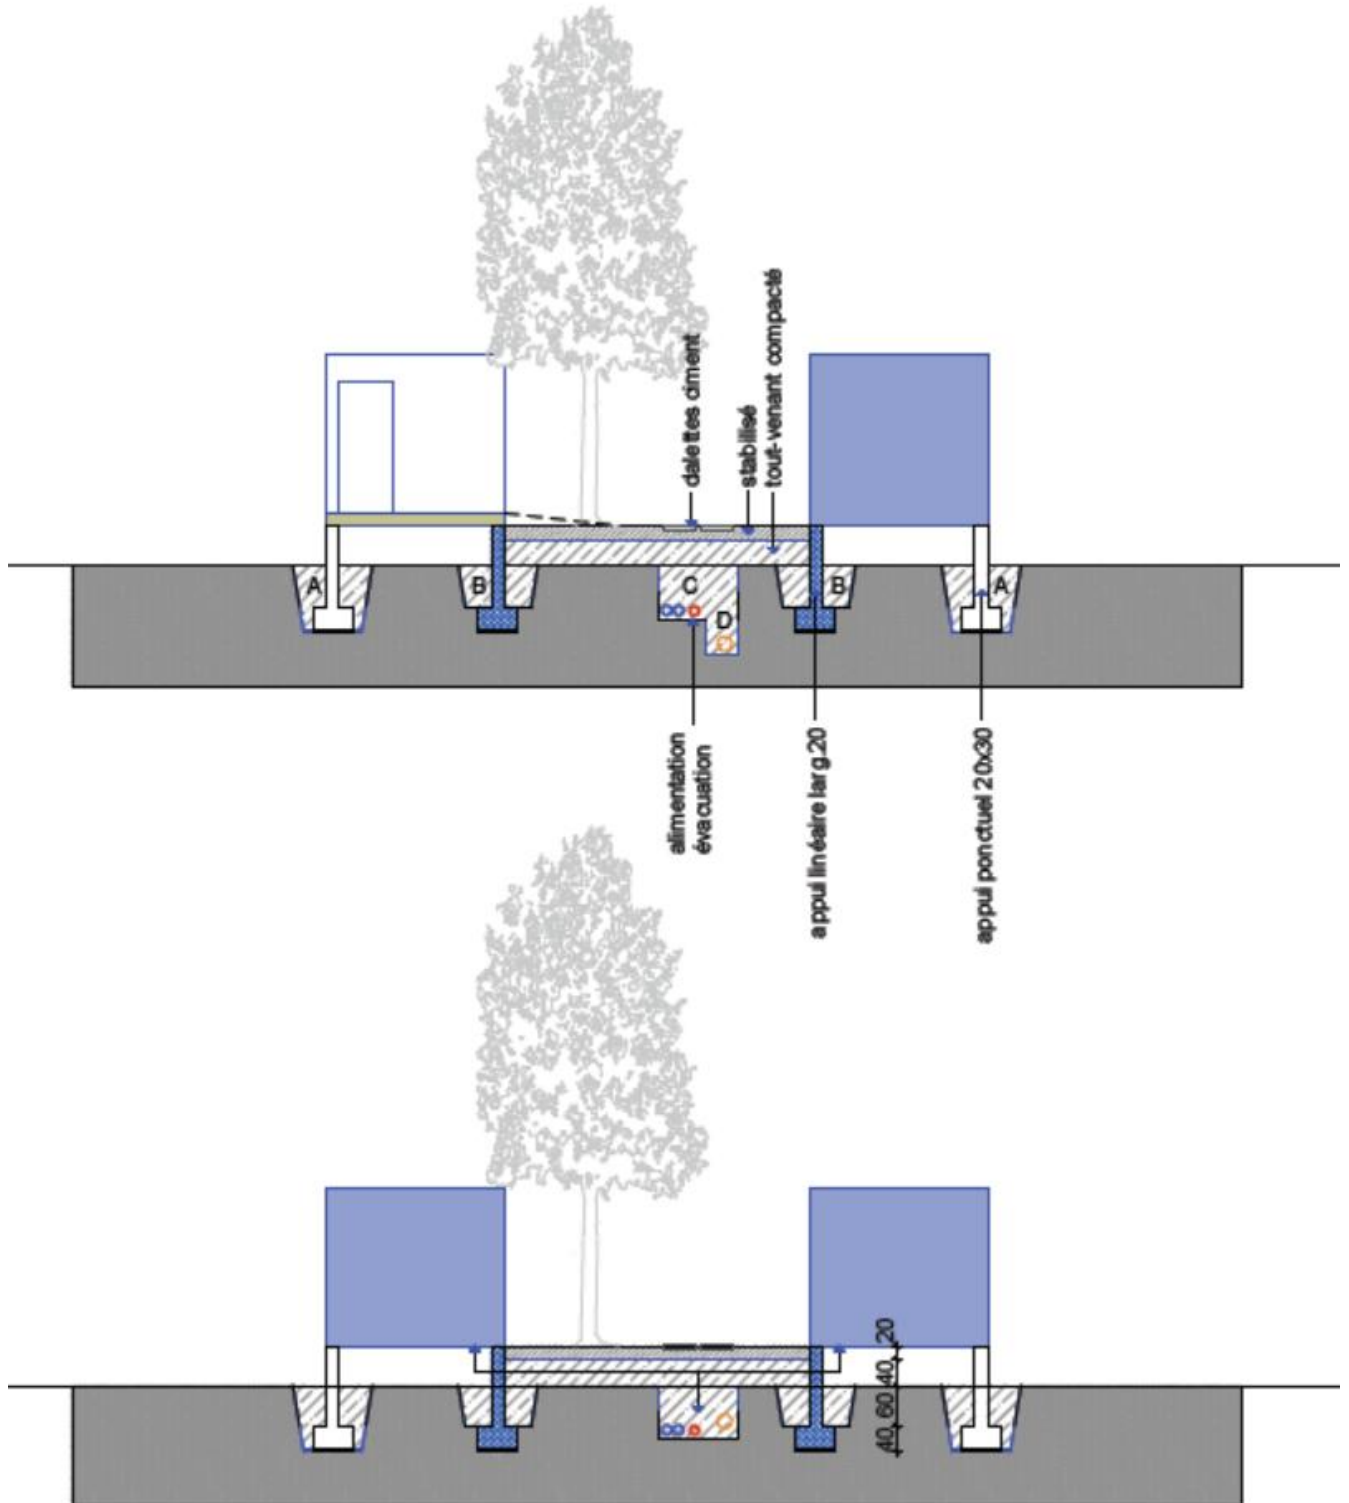 dalettes ciment
stabilisé
tout-venant compacté
A
B
C
D
B
A
alimentation
évacuation
appui linéaire larg.20
appui ponctuel 20x30
20
40
60
40